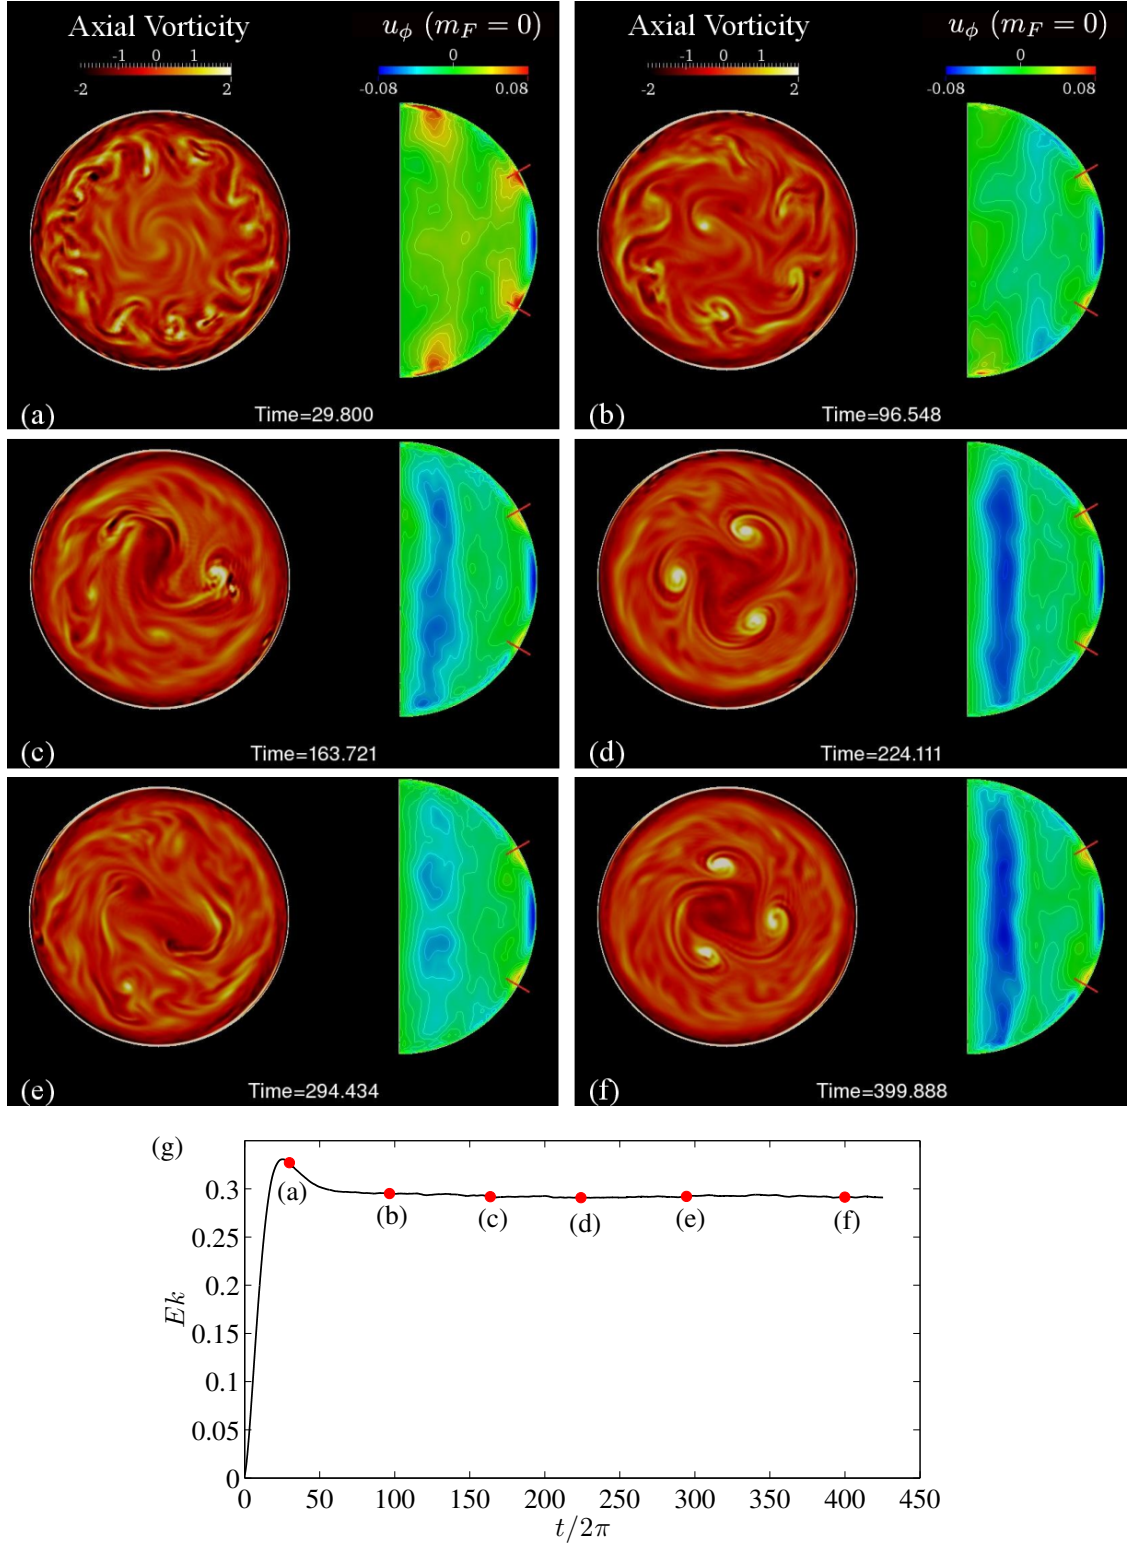 Axial Vorticity
-1 0 1
-2 2
u_ϕ (m_F = 0)
0
-0.08 0.08
(a)
Time=29.800
Axial Vorticity
-1 0 1
-2 2
u_ϕ (m_F = 0)
0
-0.08 0.08
(b)
Time=96.548
(c)
Time=163.721
(d)
Time=224.111
(e)
Time=294.434
(f)
Time=399.888
(g)
0.3
0.25
0.2
0.15
0.1
0.05
0
Ek
(a)
(b)
(c)
(d)
(e)
(f)
0 50 100 150 200 250 300 350 400 450
t/2π